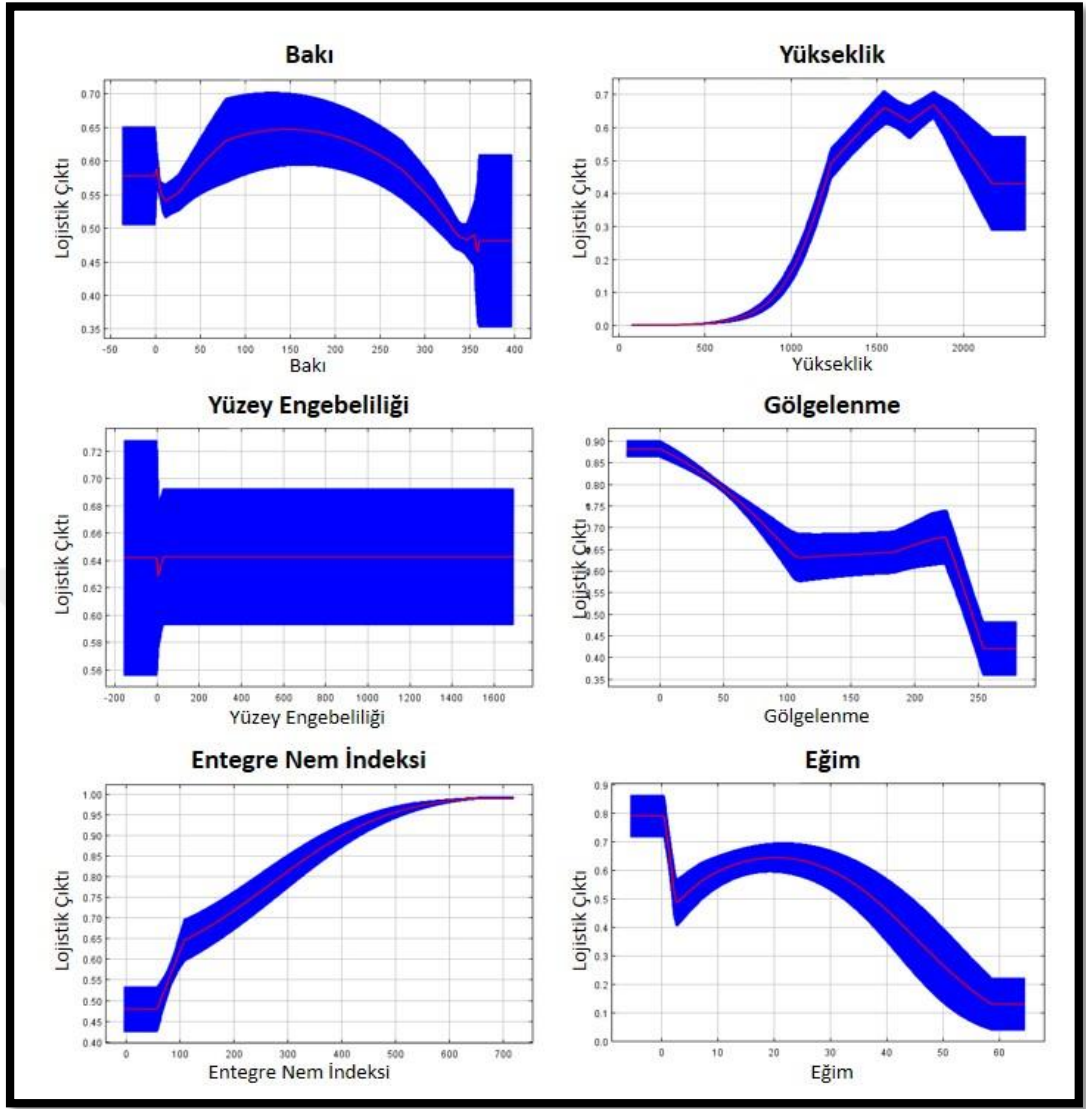 Bakı
Lojistik Çıktı
0.70
0.65
0.60
0.55
0.50
0.45
0.40
0.35
-50 0 50 100 150 200 250 300 350 400
Bakı
Yükseklik
Lojistik Çıktı
0.7
0.6
0.5
0.4
0.3
0.2
0.1
0.0
0 500 1000 1500 2000
Yükseklik
Yüzey Engebeliliği
Lojistik Çıktı
0.72
0.70
0.68
0.66
0.64
0.62
0.60
0.58
0.56
-200 0 200 400 600 800 1000 1200 1400 1600
Yüzey Engebeliliği
Gölgelenme
Lojistik Çıktı
0.90
0.85
0.80
0.75
0.70
0.65
0.60
0.55
0.50
0.45
0.40
0.35
0 50 100 150 200 250
Gölgelenme
Entegre Nem İndeksi
Lojistik Çıktı
1.00
0.95
0.90
0.85
0.80
0.75
0.70
0.65
0.60
0.55
0.50
0.45
0.40
0 100 200 300 400 500 600 700
Entegre Nem İndeksi
Eğim
Lojistik Çıktı
0.9
0.8
0.7
0.6
0.5
0.4
0.3
0.2
0.1
0.0
0 10 20 30 40 50 60
Eğim